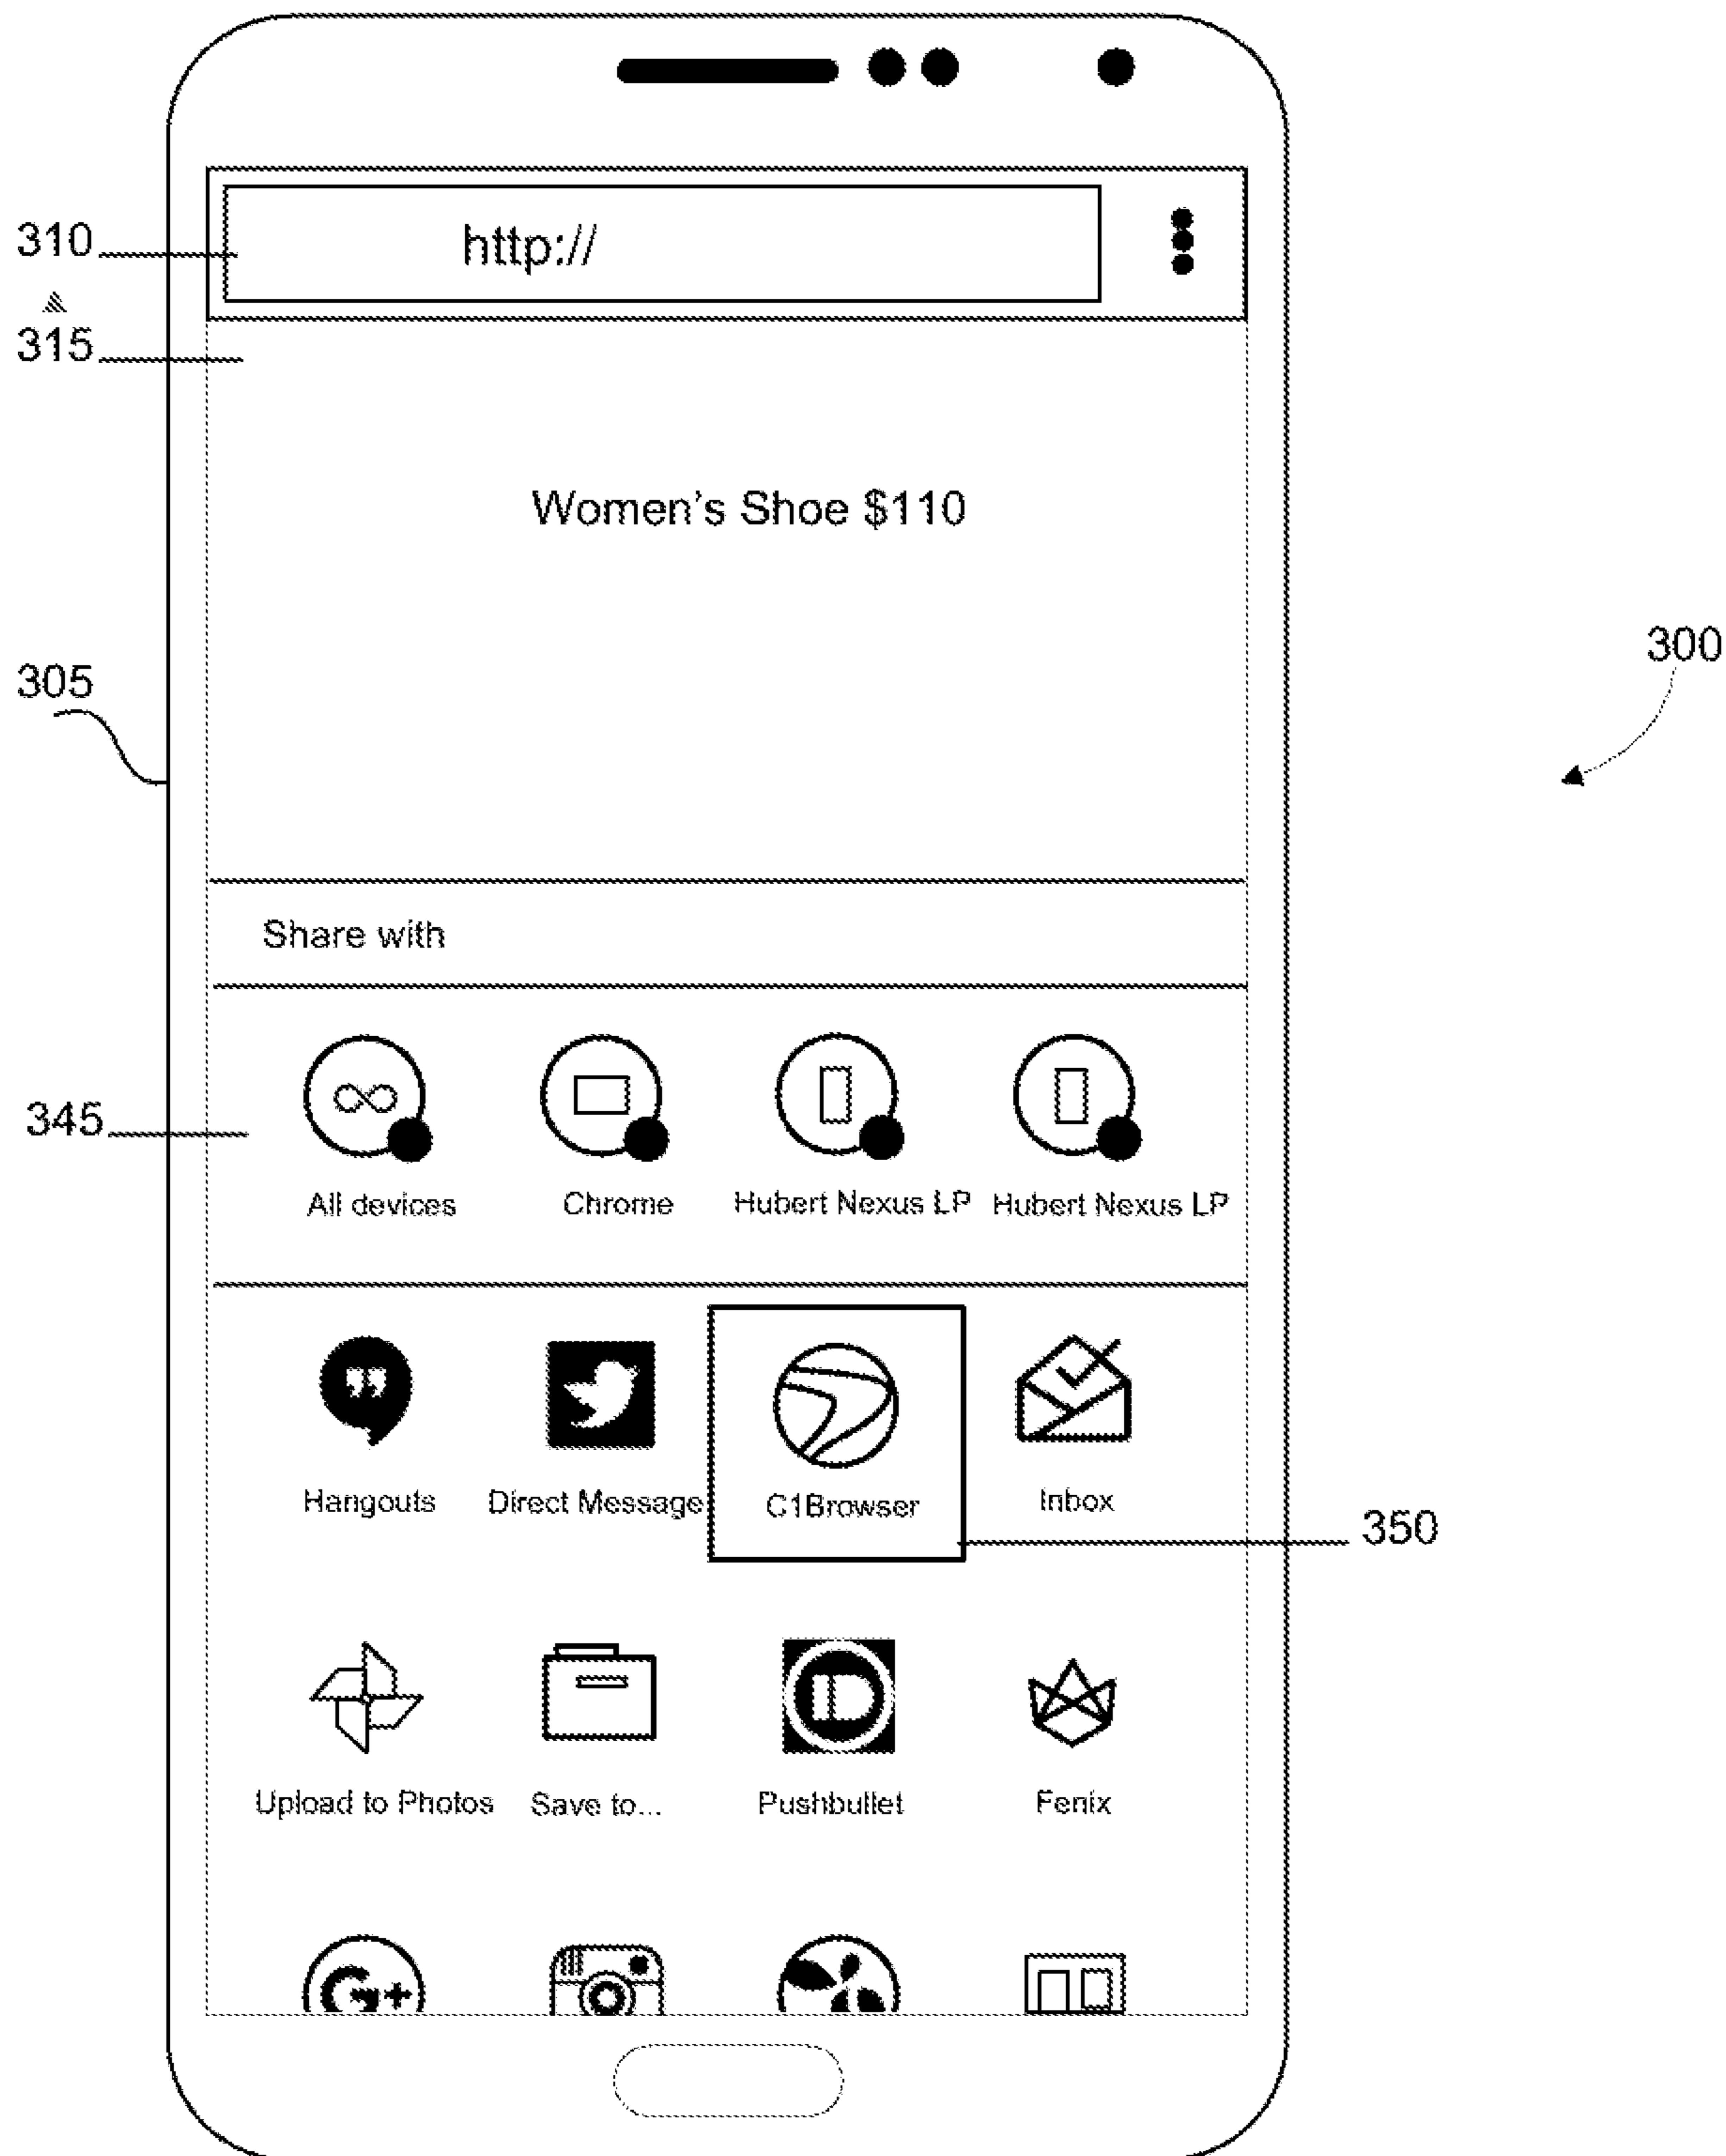 310
http://
315
Women's Shoe $110
305
300
Share with
345
All devices
Chrome
Hubert Nexus LP
Hubert Nexus LP
Hangouts
Direct Message
C1Browser
Inbox
350
Upload to Photos
Save to...
Pushbullet
Fenix
G+